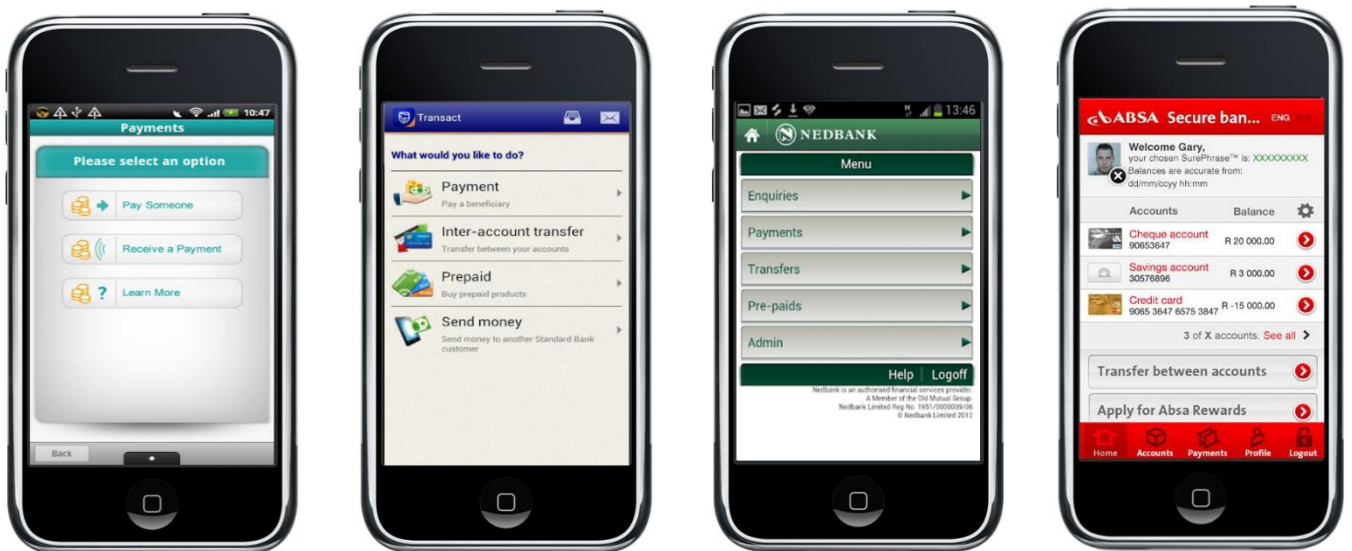 10:47
Payments
Please select an option
Pay Someone
Receive a Payment
? Learn More
Back
Transact
What would you like to do?
Payment
Pay a beneficiary
Inter-account transfer
Transfer between your accounts
Prepaid
Buy prepaid products
Send money
Send money to another Standard Bank
customer
H 13:46
NEDBANK
Menu
Enquiries
Payments
Transfers
Pre-paids
Admin
Help Logoff
Nedbank is an authorised financial services provider.
A Member of the Old Mutual Group.
Nedbank Limited Reg No. 1951/000009/06
© Nedbank Limited 2012
ABSA Secure ban... ENG
Welcome Gary,
your chosen SurePhrase™ is: XXXXXXXXX
Balances are accurate
from:
dd/mm/ccyy hh:mm
Accounts Balance
Cheque account
90653647 R 20 000.00
Savings account
30576896 R 3 000.00
Credit card
9065 3647 6575 3847 R -15 000.00
3 of X accounts. See all
Transfer between accounts
Apply for Absa Rewards
Home Accounts Payments Profile Logout